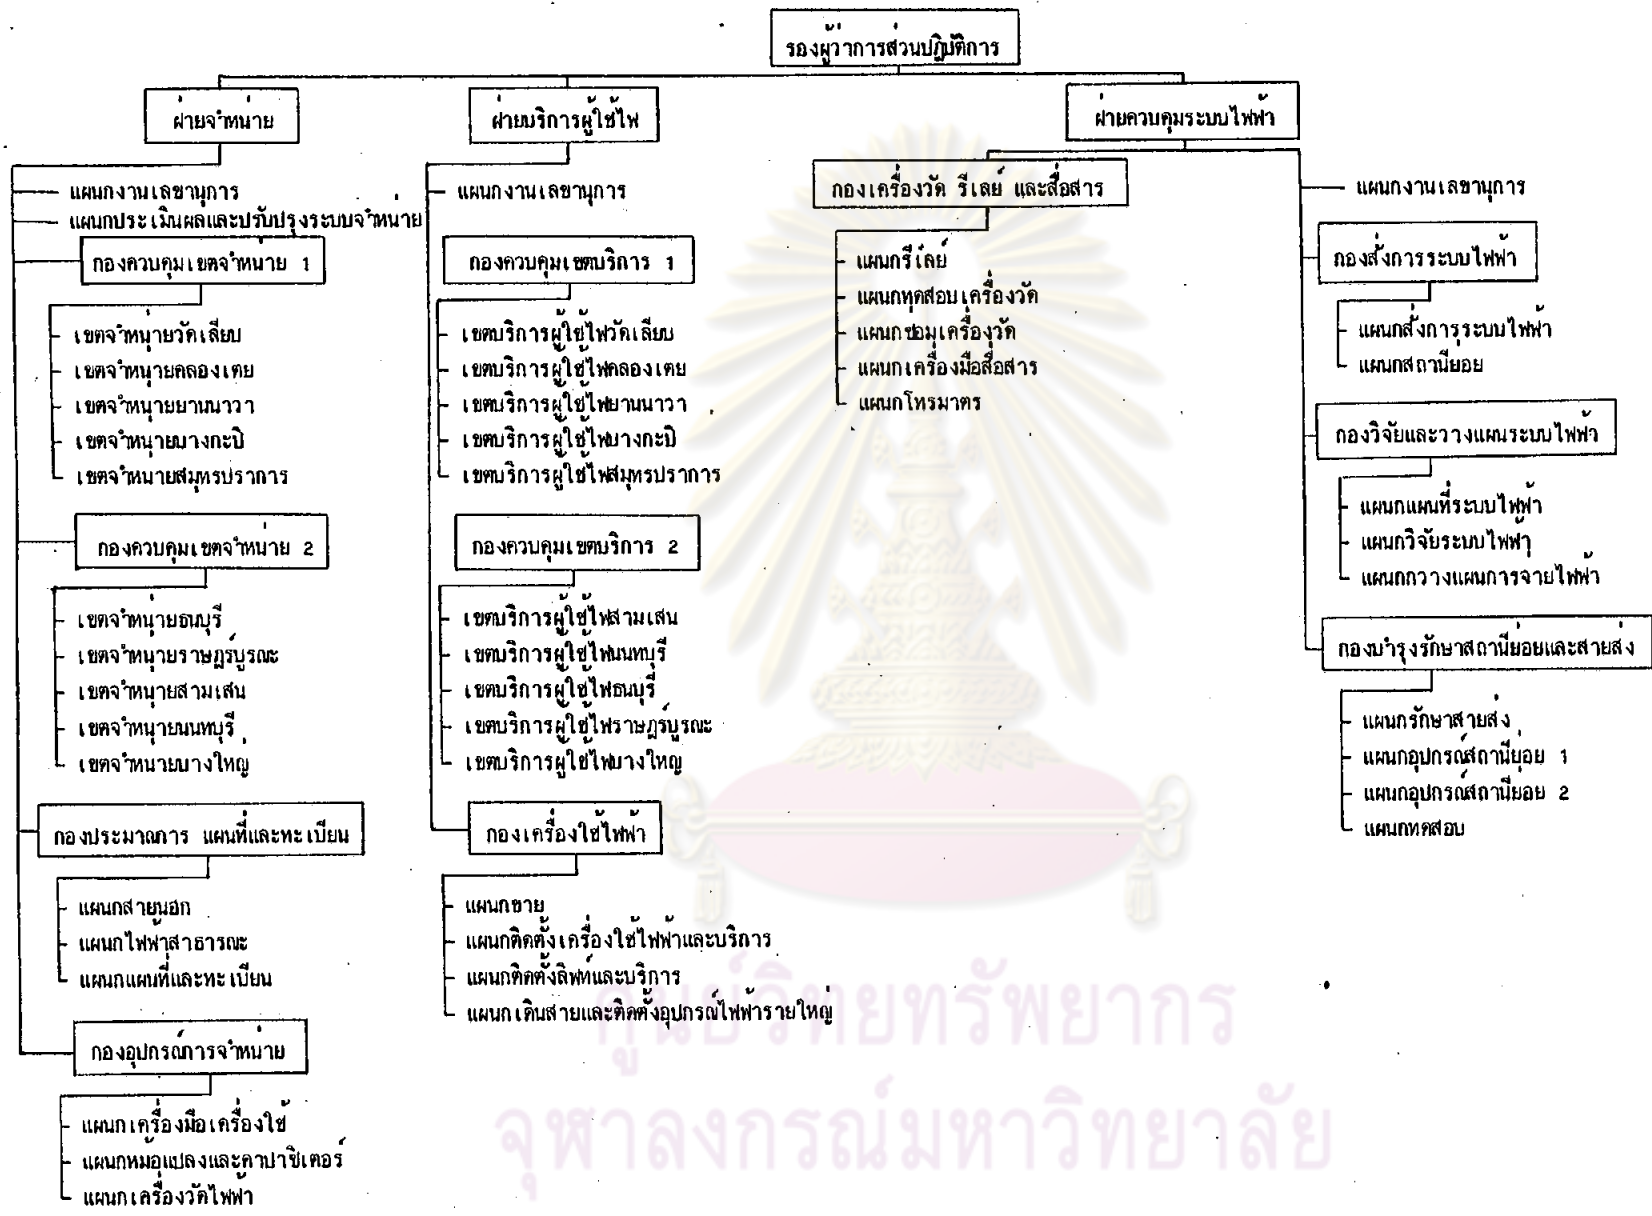 รองผู้ว่าการส่วนปฏิบัติการ
ฝ่ายจำหน่าย
แผนกงานเลขานุการ
แผนกประเมินผลและปรับปรุงระบบจำหน่าย
กองควบคุมเขตจำหน่าย 1
เขตจำหน่ายวัดเลียบ
เขตจำหน่ายคลองเตย
เขตจำหน่ายยานนาวา
เขตจำหน่ายบางกะปิ
เขตจำหน่ายสมุทรปราการ
กองควบคุมเขตจำหน่าย 2
เขตจำหน่ายธนบุรี
เขตจำหน่ายราษฎร์บูรณะ
เขตจำหน่ายสามเสน
เขตจำหน่ายนนทบุรี
เขตจำหน่ายบางใหญ่
กองประมาณการ แผนที่และทะเบียน
แผนกสายนอก
แผนกไฟฟ้าสาธารณะ
แผนกแผนที่และทะเบียน
กองอุปกรณ์การจำหน่าย
แผนกเครื่องมือเครื่องใช้
แผนกหม้อแปลงและคาปาซิเตอร์
แผนกเครื่องวัดไฟฟ้า
ฝ่ายบริการผู้ใช้ไฟ
แผนกงานเลขานุการ
กองควบคุมเขตบริการ 1
เขตบริการผู้ใช้ไฟวัดเลียบ
เขตบริการผู้ใช้ไฟคลองเตย
เขตบริการผู้ใช้ไฟยานนาวา
เขตบริการผู้ใช้ไฟบางกะปิ
เขตบริการผู้ใช้ไฟสมุทรปราการ
กองควบคุมเขตบริการ 2
เขตบริการผู้ใช้ไฟสามเสน
เขตบริการผู้ใช้ไฟนนทบุรี
เขตบริการผู้ใช้ไฟธนบุรี
เขตบริการผู้ใช้ไฟราษฎร์บูรณะ
เขตบริการผู้ใช้ไฟบางใหญ่
กองเครื่องใช้ไฟฟ้า
แผนกขาย
แผนกติดตั้งเครื่องใช้ไฟฟ้าและบริการ
แผนกติดตั้งลิฟท์และบริการ
แผนกเดินสายและติดตั้งอุปกรณ์ไฟฟ้ารายใหญ่
ฝ่ายควบคุมระบบไฟฟ้า
กองเครื่องวัด รีเลย์ และสื่อสาร
แผนกรีเลย์
แผนกทดสอบเครื่องวัด
แผนกซ่อมเครื่องวัด
แผนกเครื่องมือสื่อสาร
แผนกโทรมาตร
แผนกงานเลขานุการ
กองสั่งการระบบไฟฟ้า
แผนกสั่งการระบบไฟฟ้า
แผนกสถานีย่อย
กองวิจัยและวางแผนระบบไฟฟ้า
แผนกแผนที่ระบบไฟฟ้า
แผนกวิจัยระบบไฟฟ้า
แผนกกวางแผนการจ่ายไฟฟ้า
กองบำรุงรักษาสถานีย่อยและสายส่ง
แผนกรักษาสายส่ง
แผนกอุปกรณ์สถานีย่อย 1
แผนกอุปกรณ์สถานีย่อย 2
แผนกทดสอบ
ศูนย์วิทยทรัพยากร
จุฬาลงกรณ์มหาวิทยาลัย